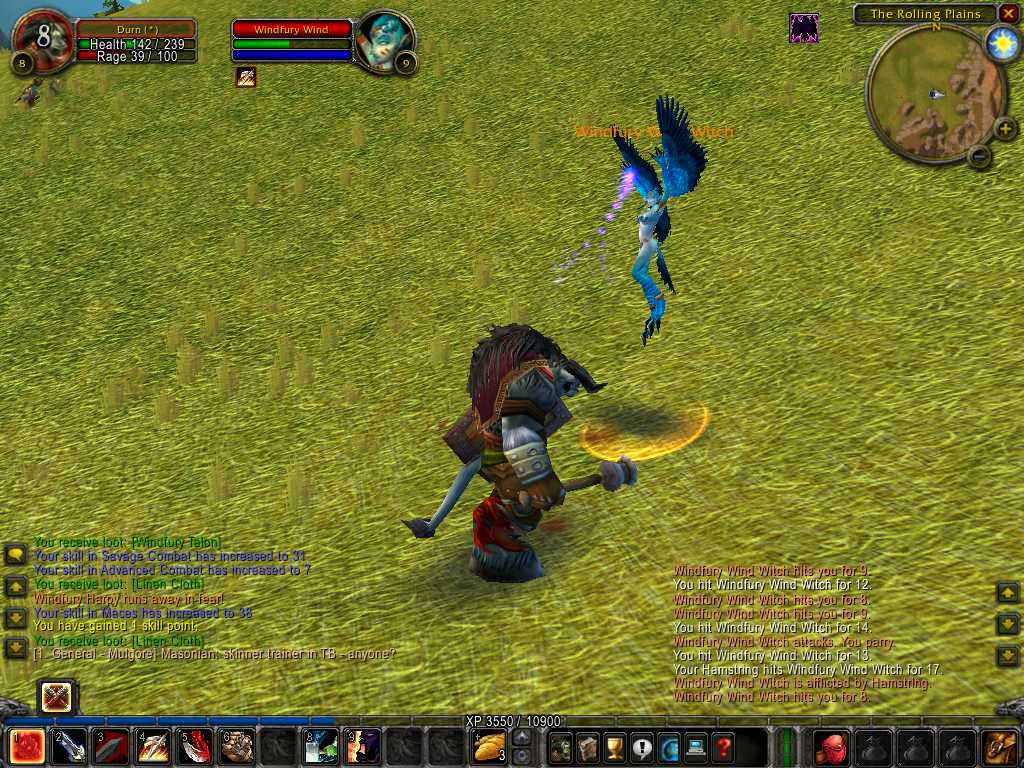 Durn (*)
8
Health 142 / 239
Rage 39 / 100
8
Windfury Wind
9
The Rolling Plains
N
Windfury W Witch
You receive loot: [Windfury Talon]
Your skill in Savage Combat has increased to 31
Your skill in Advanced Combat has increased to 7
You receive loot: [Linen Cloth]
Windfury Harpy runs away in fear!
Your skill in Maces has increased to 38
You have gained 1 skill point.
You receive loot: [Linen Cloth]
[1. General - Mulgore] Masonian: skinner trainer in TB - anyone?
Windfury Wind Witch hits you for 9.
You hit Windfury Wind Witch for 12.
Windfury Wind Witch hits you for 8.
Windfury Wind Witch hits you for 9.
You hit Windfury Wind Witch for 14.
Windfury Wind Witch attacks. You parry.
You hit Windfury Wind Witch for 13.
Your Hamstring hits Windfury Wind Witch for 17.
Windfury Wind Witch is afflicted by Hamstring.
Windfury Wind Witch hits you for 8.
XP 3550 / 10900
1 2 3 4 5 6 8 9 3